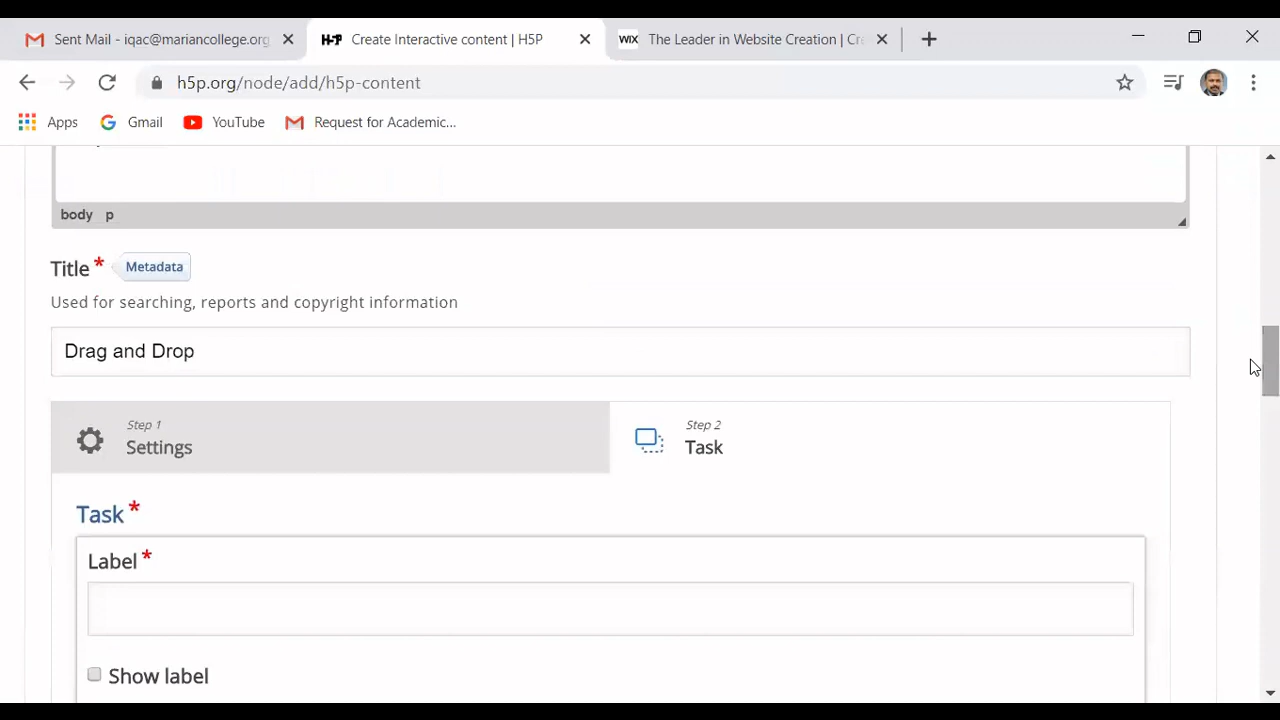 Sent Mail - iqac@mariancollege.org
H-P Create Interactive content | H5P
WIX The Leader in Website Creation | Cre
h5p.org/node/add/h5p-content
Apps Gmail YouTube Request for Academic...
body p
Title * Metadata
Used for searching, reports and copyright information
Drag and Drop
Step 1
Settings
Step 2
Task
Task *
Label *
Show label